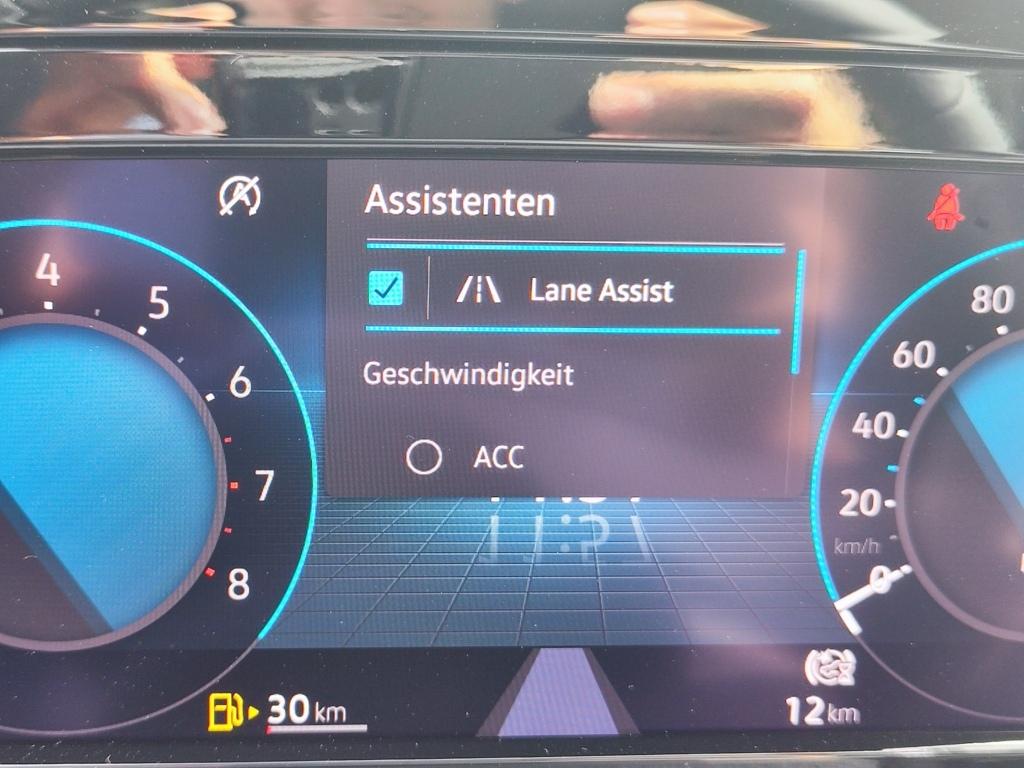 Assistenten
Lane Assist
Geschwindigkeit
ACC
4
5
6
7
8
80
60
40
20
km/h
0
30 km
12 km